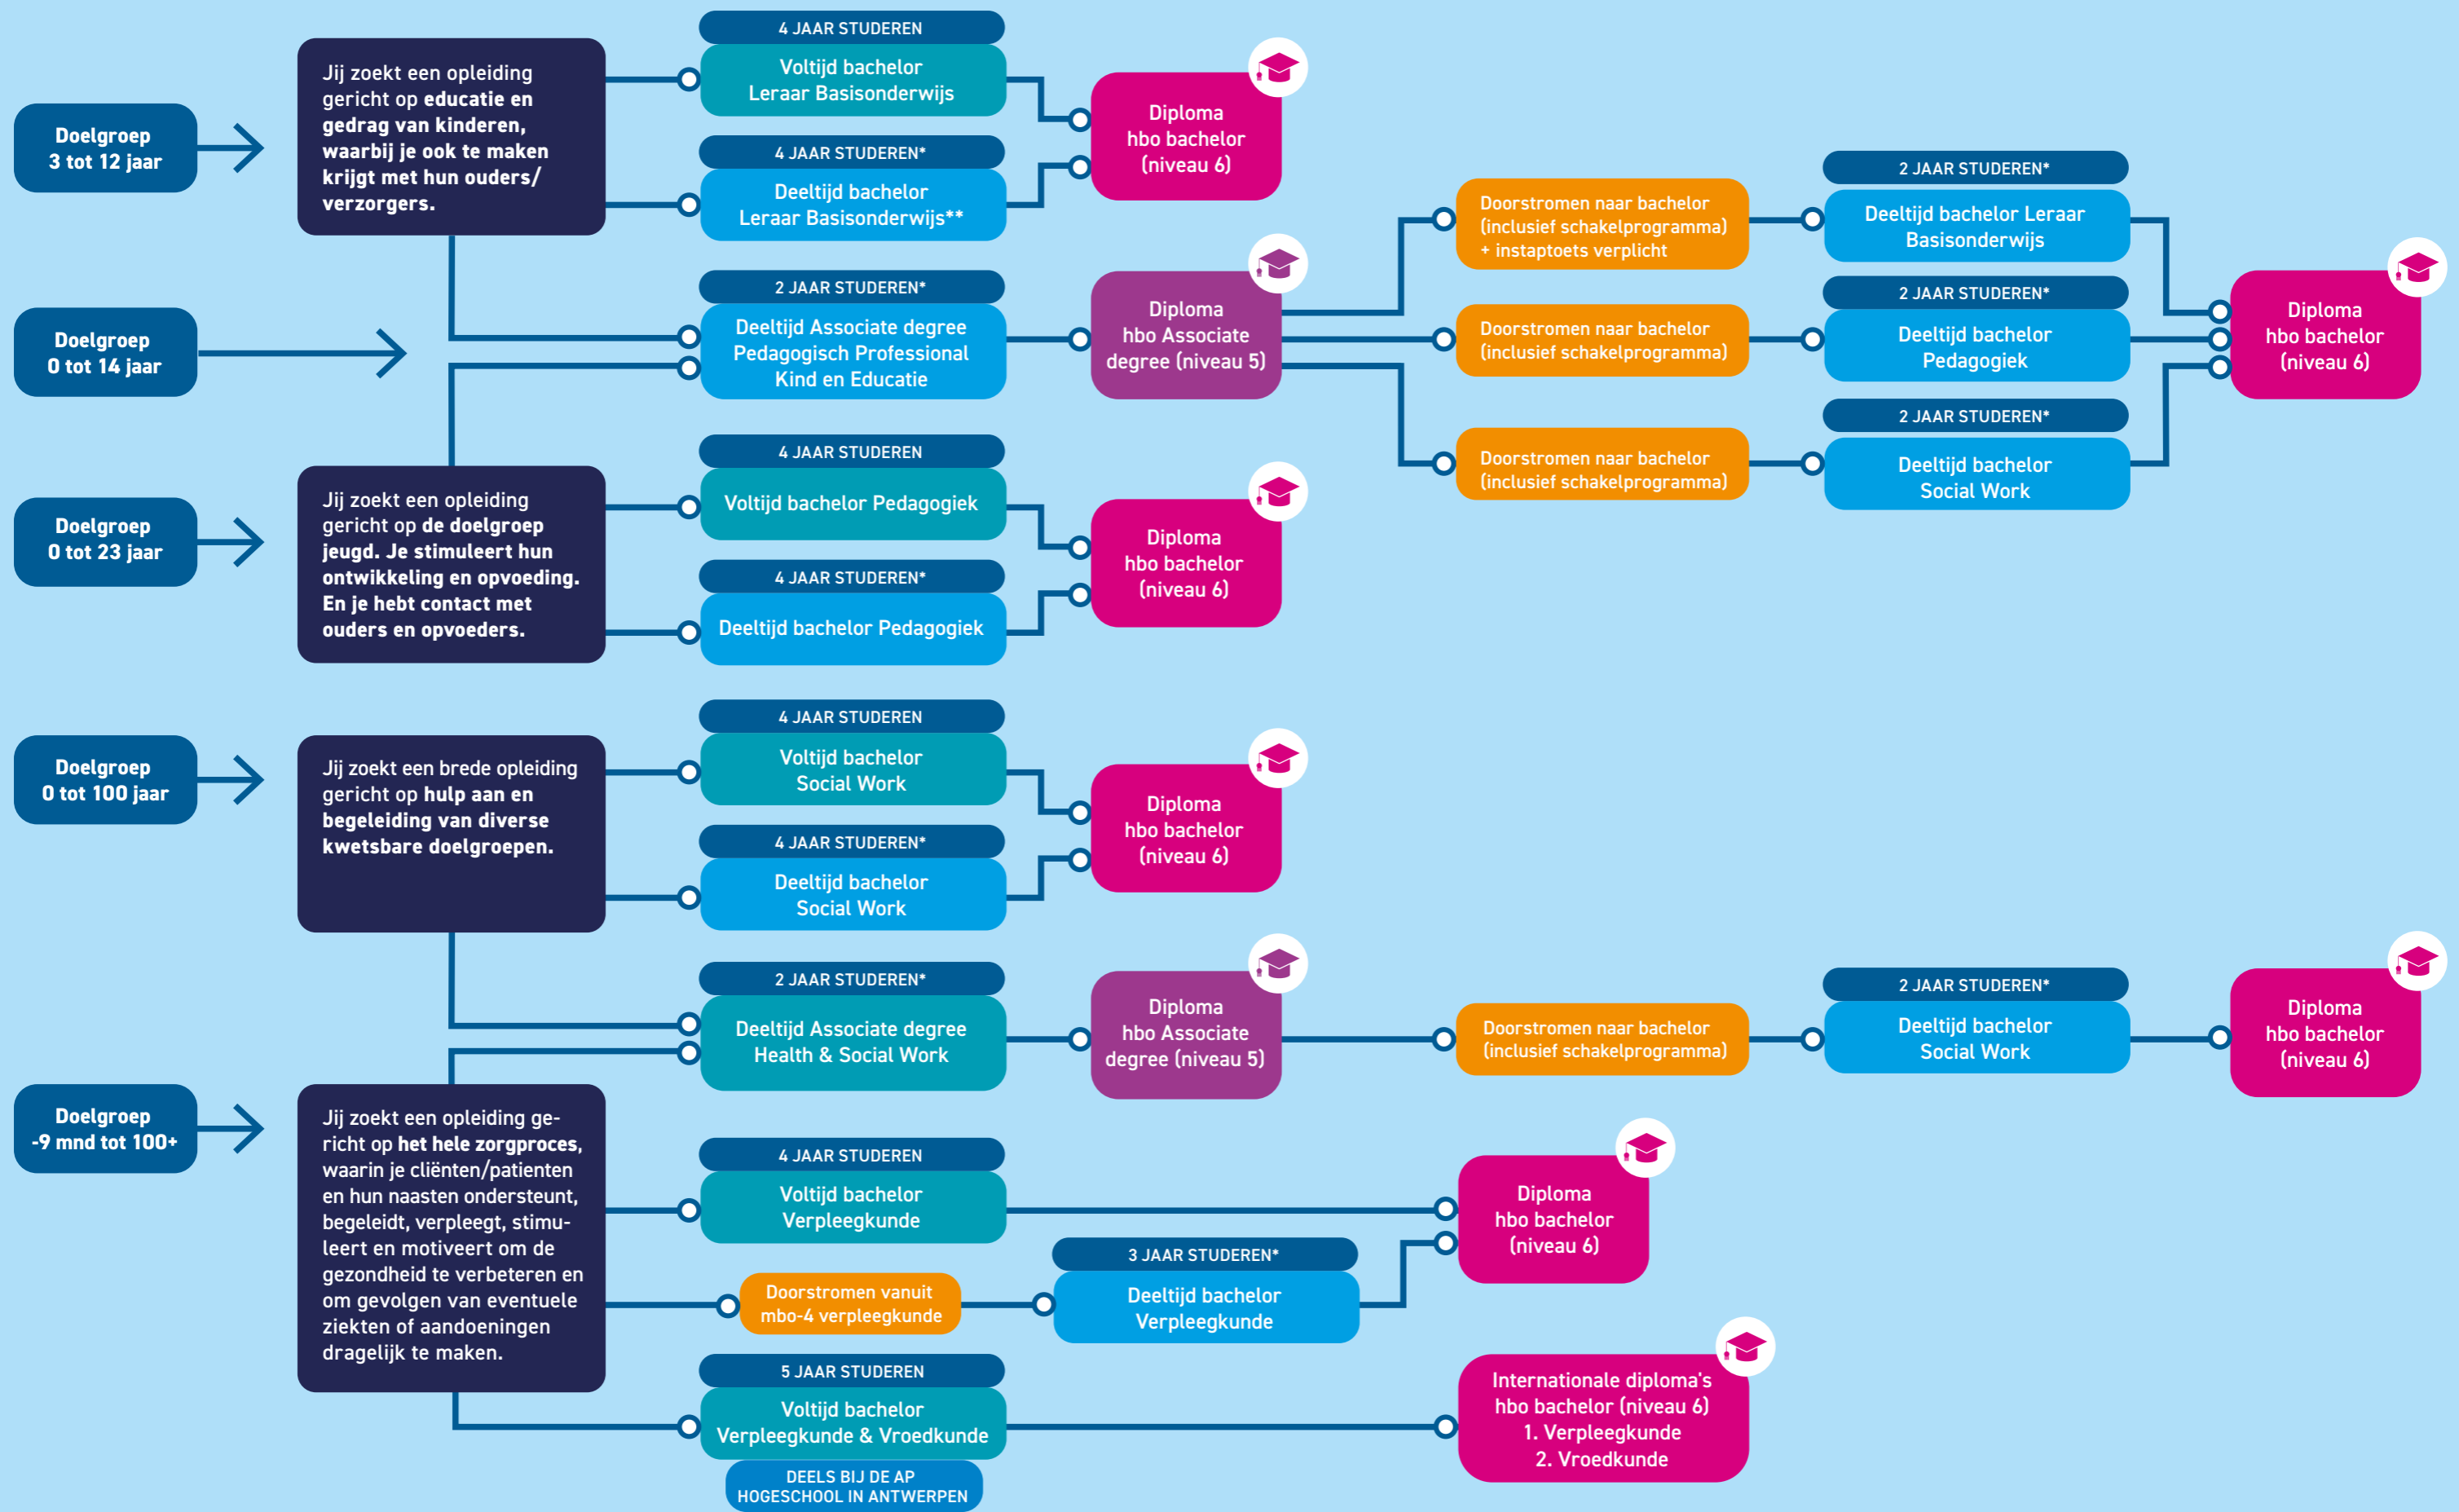 Doelgroep
3 tot 12 jaar
Jij zoekt een opleiding
gericht op educatie en
gedrag van kinderen,
waarbij je ook te maken
krijgt met hun ouders/
verzorgers.
4 JAAR STUDEREN
Voltijd bachelor
Leraar Basisonderwijs
4 JAAR STUDEREN*
Deeltijd bachelor
Leraar Basisonderwijs**
Diploma
hbo bachelor
(niveau 6)
Doelgroep
0 tot 14 jaar
2 JAAR STUDEREN*
Deeltijd Associate degree
Pedagogisch Professional
Kind en Educatie
Diploma
hbo Associate
degree (niveau 5)
Doorstromen naar bachelor
(inclusief schakelprogramma)
+ instaptoets verplicht
2 JAAR STUDEREN*
Deeltijd bachelor Leraar
Basisonderwijs
Doorstromen naar bachelor
(inclusief schakelprogramma)
2 JAAR STUDEREN*
Deeltijd bachelor
Pedagogiek
Doorstromen naar bachelor
(inclusief schakelprogramma)
2 JAAR STUDEREN*
Deeltijd bachelor
Social Work
Diploma
hbo bachelor
(niveau 6)
Doelgroep
0 tot 23 jaar
Jij zoekt een opleiding
gericht op de doelgroep
jeugd. Je stimuleert hun
ontwikkeling en opvoeding.
En je hebt contact met
ouders en opvoeders.
4 JAAR STUDEREN
Voltijd bachelor Pedagogiek
4 JAAR STUDEREN*
Deeltijd bachelor Pedagogiek
Diploma
hbo bachelor
(niveau 6)
Doelgroep
0 tot 100 jaar
Jij zoekt een brede opleiding
gericht op hulp aan en
begeleiding van diverse
kwetsbare doelgroepen.
4 JAAR STUDEREN
Voltijd bachelor
Social Work
4 JAAR STUDEREN*
Deeltijd bachelor
Social Work
Diploma
hbo bachelor
(niveau 6)
2 JAAR STUDEREN*
Deeltijd Associate degree
Health & Social Work
Diploma
hbo Associate
degree (niveau 5)
Doorstromen naar bachelor
(inclusief schakelprogramma)
2 JAAR STUDEREN*
Deeltijd bachelor
Social Work
Diploma
hbo bachelor
(niveau 6)
Doelgroep
-9 mnd tot 100+
Jij zoekt een opleiding ge-
richt op het hele zorgproces,
waarin je cliënten/patienten
en hun naasten ondersteunt,
begeleidt, verpleegt, stimu-
leert en motiveert om de
gezondheid te verbeteren en
om gevolgen van eventuele
ziekten of aandoeningen
dragelijk te maken.
4 JAAR STUDEREN
Voltijd bachelor
Verpleegkunde
Doorstromen vanuit
mbo-4 verpleegkunde
3 JAAR STUDEREN*
Deeltijd bachelor
Verpleegkunde
Diploma
hbo bachelor
(niveau 6)
5 JAAR STUDEREN
Voltijd bachelor
Verpleegkunde & Vroedkunde
DEELS BIJ DE AP
HOGESCHOOL IN ANTWERPEN
Internationale diploma's
hbo bachelor (niveau 6)
1. Verpleegkunde
2. Vroedkunde